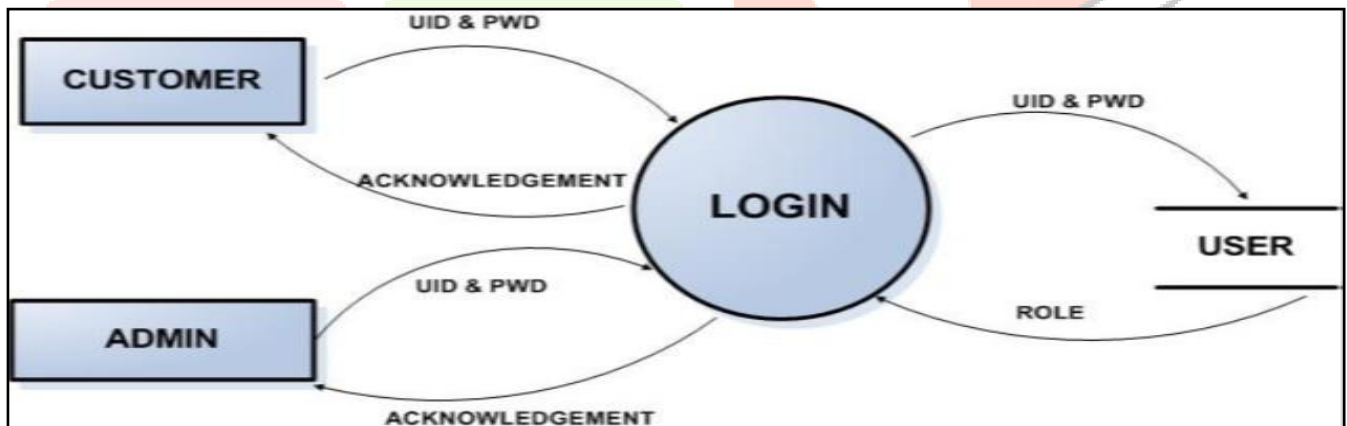 UID & PWD
CUSTOMER
UID & PWD
ACKNOWLEDGEMENT
LOGIN
USER
UID & PWD
ROLE
ADMIN
ACKNOWLEDGEMENT